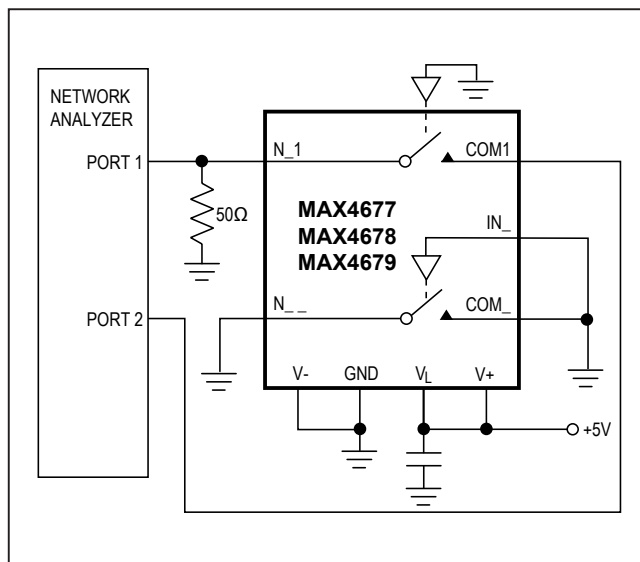 NETWORK
ANALYZER
PORT 1
N_1
COM1
50Ω
MAX4677
MAX4678
MAX4679
IN_
N_ _
COM_
PORT 2
V-
GND
VL
V+
+5V